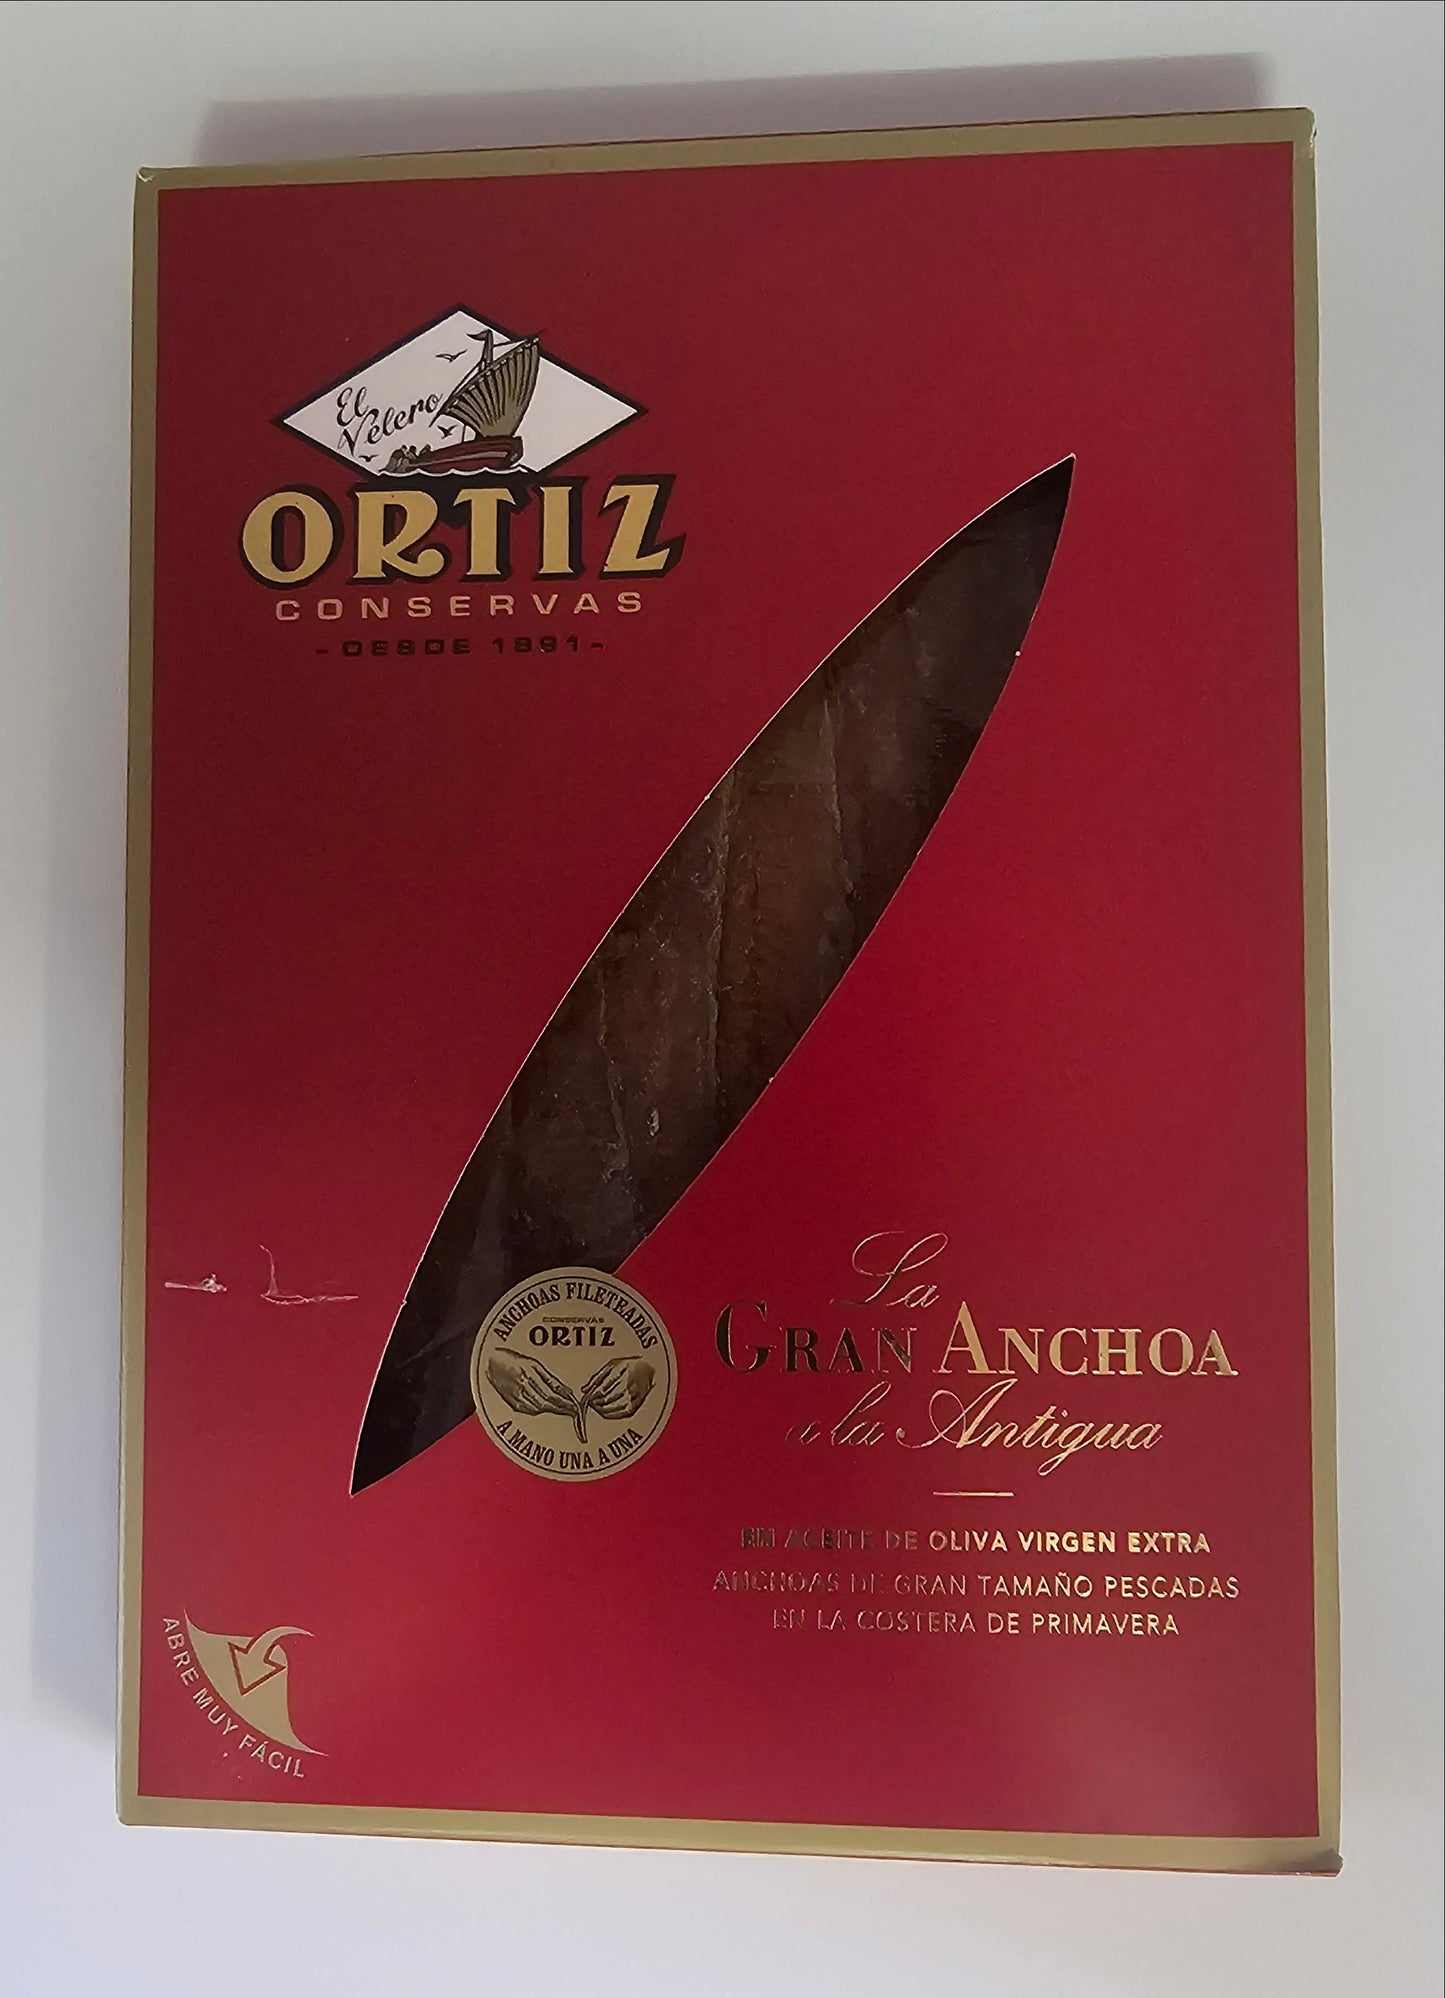 El
Velero
ORTIZ
CONSERVAS
-DESDE 1891-
ANCHOAS FILETEADAS
CONSERVAS
ORTIZ
A MANO UNA A UNA
La
GRAN ANCHOA
a la Antigua
EN ACEITE DE OLIVA VIRGEN EXTRA
ANCHOAS DE GRAN TAMAÑO PESCADAS
EN LA COSTERA DE PRIMAVERA
ABRE MUY FÁCIL